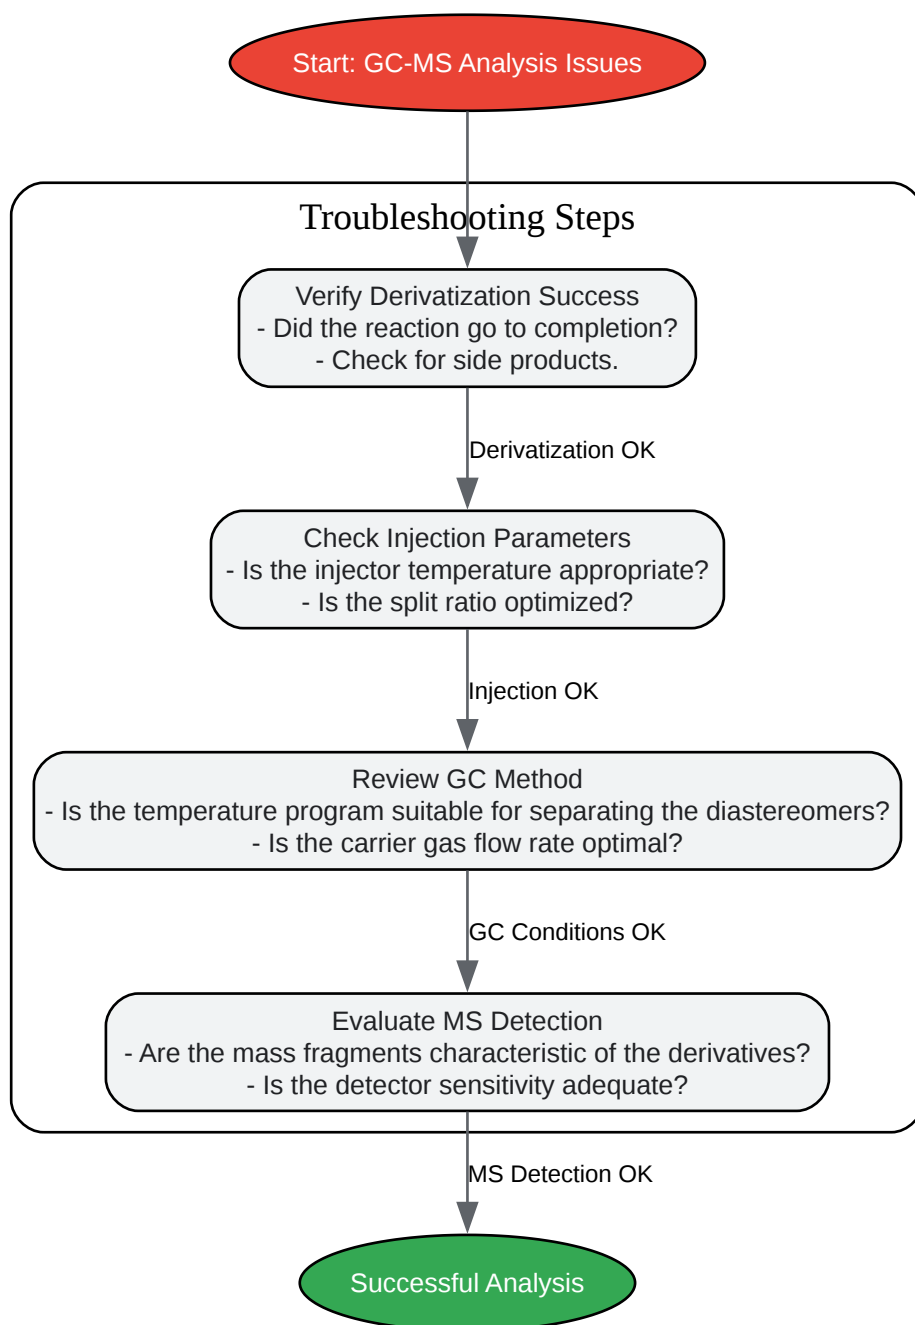 Start: GC-MS Analysis Issues
Troubleshooting Steps
Verify Derivatization Success
- Did the reaction go to completion?
- Check for side products.
Derivatization OK
Check Injection Parameters
- Is the injector temperature appropriate?
- Is the split ratio optimized?
Injection OK
Review GC Method
- Is the temperature program suitable for separating the diastereomers?
- Is the carrier gas flow rate optimal?
GC Conditions OK
Evaluate MS Detection
- Are the mass fragments characteristic of the derivatives?
- Is the detector sensitivity adequate?
MS Detection OK
Successful Analysis